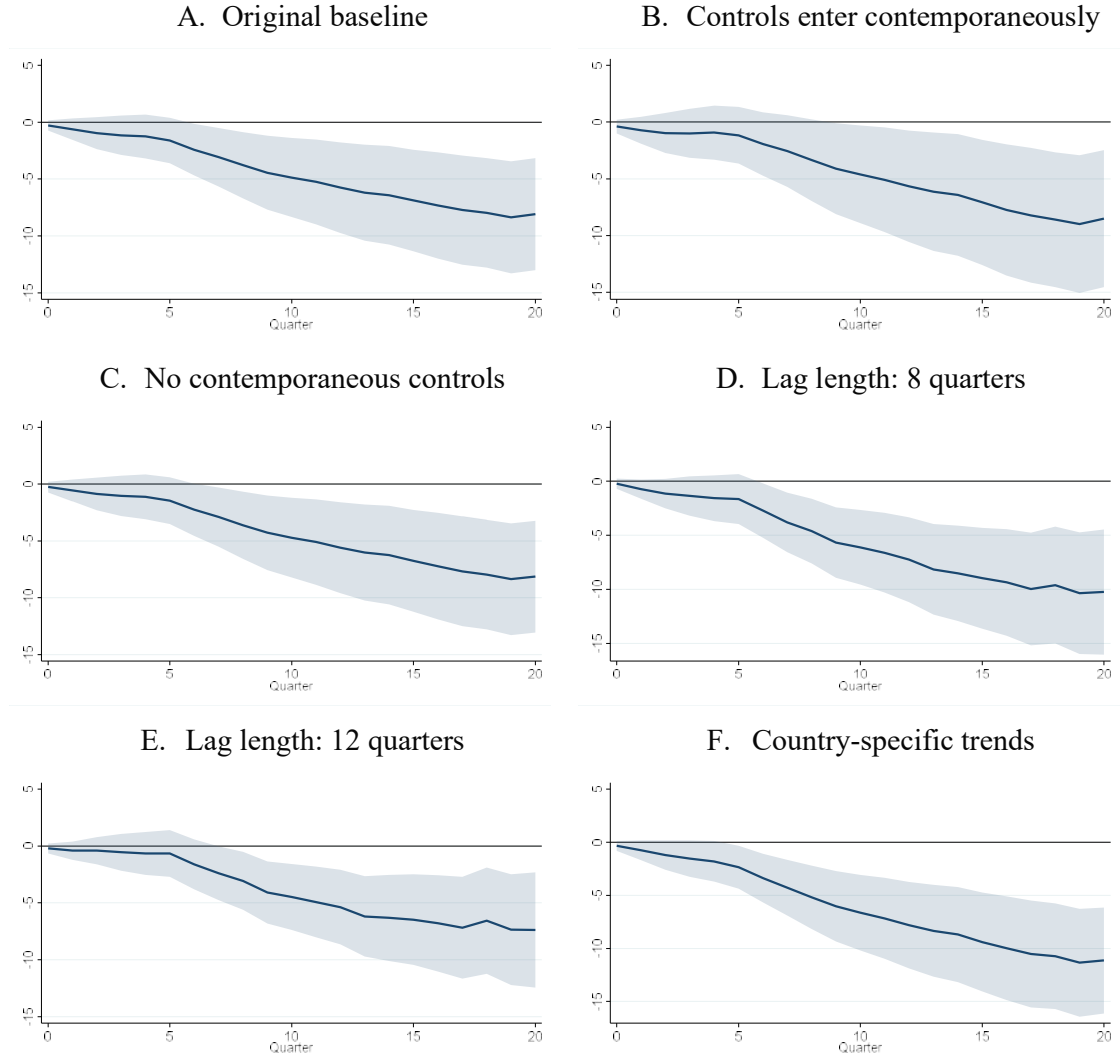 A. Original baseline
5
0
-5
-10
-15
0 5 10 15 20
Quarter
B. Controls enter contemporaneously
5
0
-5
-10
-15
0 5 10 15 20
Quarter
C. No contemporaneous controls
5
0
-5
-10
-15
0 5 10 15 20
Quarter
D. Lag length: 8 quarters
5
0
-5
-10
-15
0 5 10 15 20
Quarter
E. Lag length: 12 quarters
5
0
-5
-10
-15
0 5 10 15 20
Quarter
F. Country-specific trends
5
0
-5
-10
-15
0 5 10 15 20
Quarter